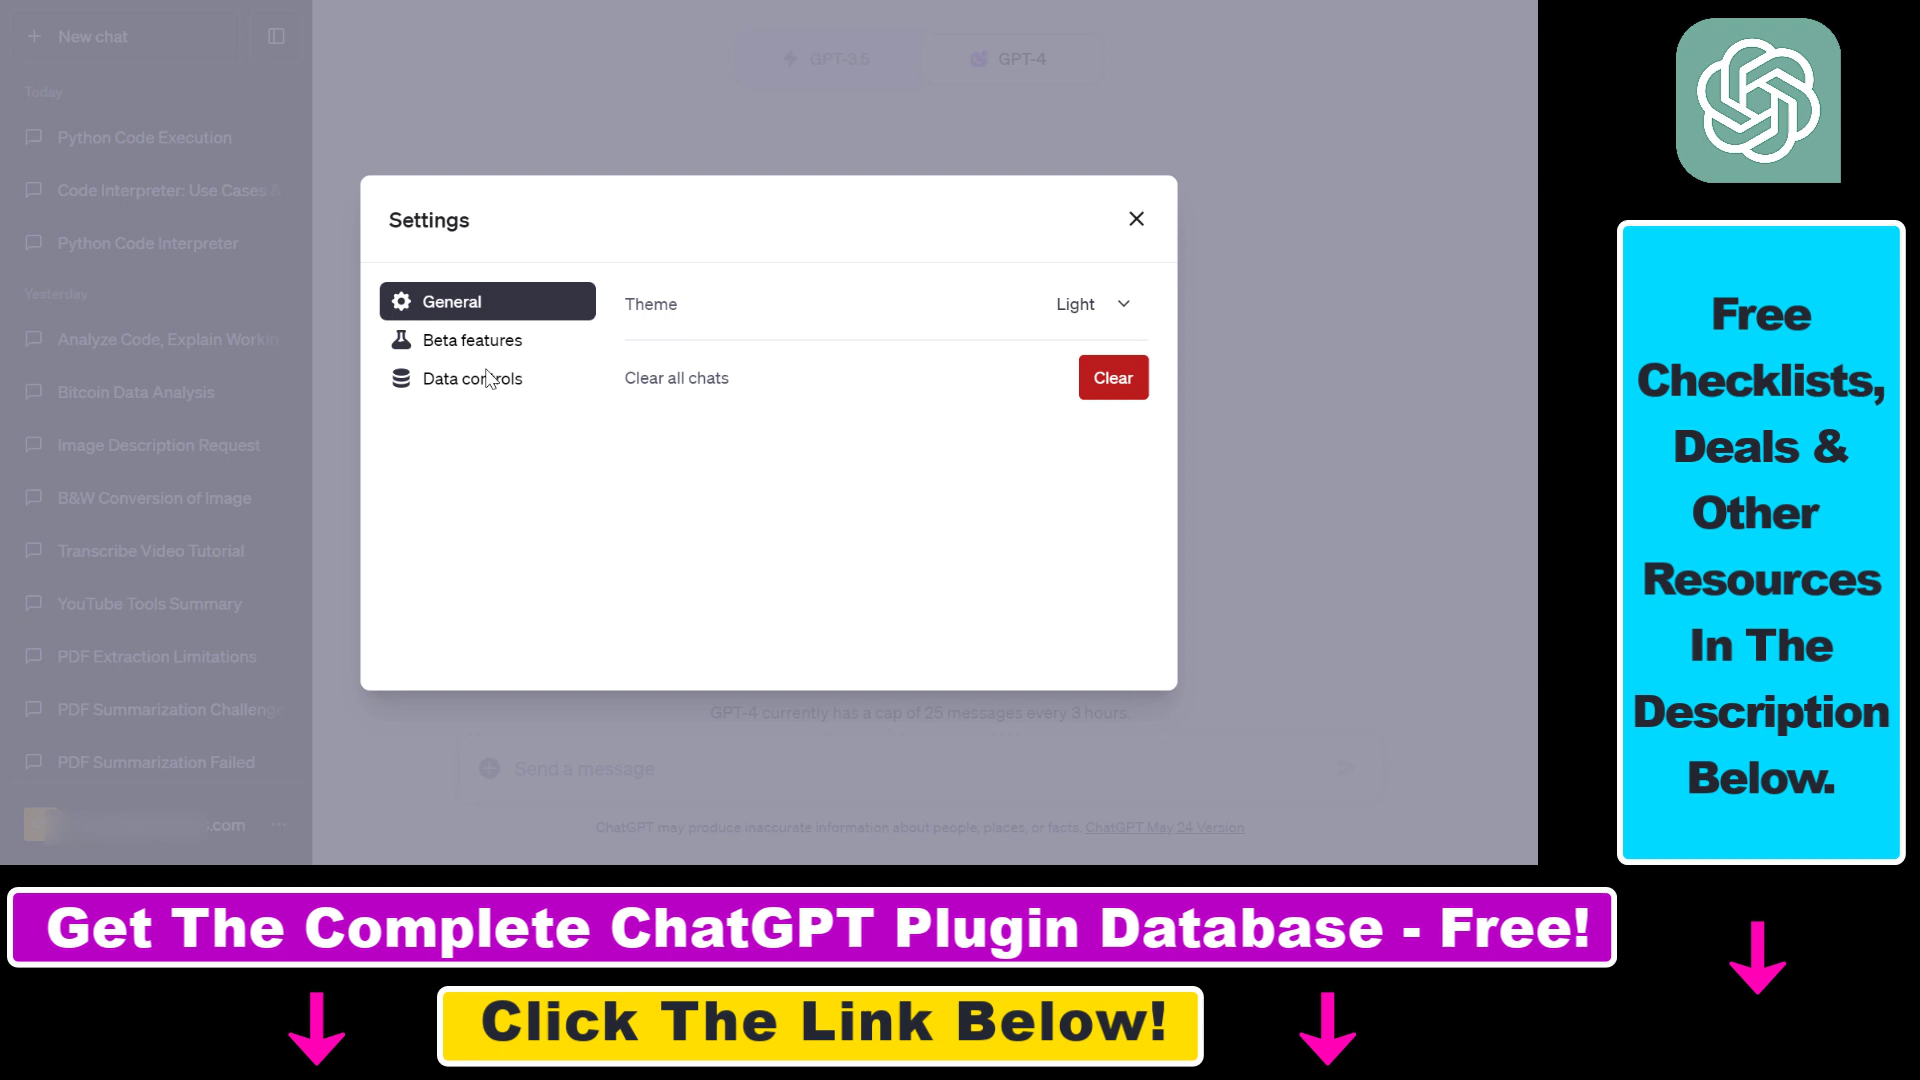 New chat
GPT-3.5
GPT-4
Today
Python Code Execution
Code Interpreter: Use Cases &
Python Code Interpreter
Yesterday
Analyze Code, Explain Workin
Bitcoin Data Analysis
Image Description Request
B&W Conversion of Image
Transcribe Video Tutorial
YouTube Tools Summary
PDF Extraction Limitations
PDF Summarization Challenge
PDF Summarization Failed
.com
Settings
General
Beta features
Data controls
Theme
Light
Clear all chats
Clear
GPT-4 currently has a cap of 25 messages every 3 hours.
Send a message
ChatGPT may produce inaccurate information about people, places, or facts. ChatGPT May 24 Version
Free
Checklists,
Deals &
Other
Resources
In The
Description
Below.
Get The Complete ChatGPT Plugin Database - Free!
Click The Link Below!